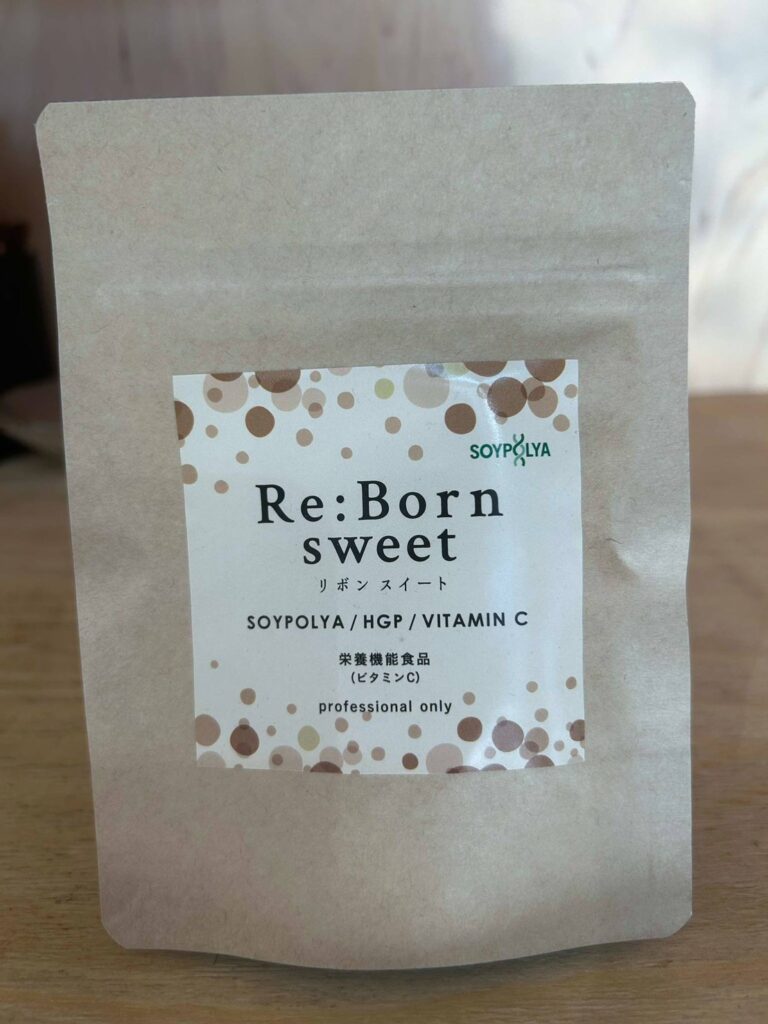 SOYPOLYA
Re:Born
sweet
リボン スイート
SOYPOLYA / HGP / VITAMIN C
栄養機能食品
（ビタミンC）
professional only